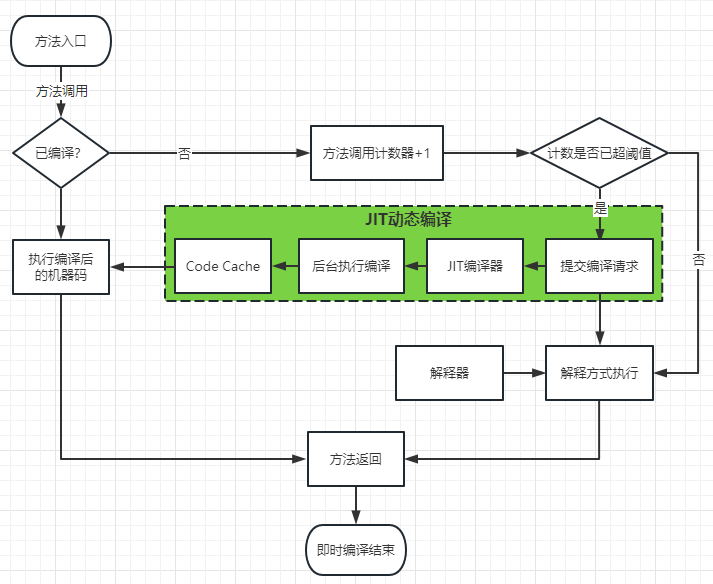 方法入口
方法调用
已编译?
否
方法调用计数器+1
计数是否已超阈值
是
否
JIT动态编译
执行编译后
的机器码
Code Cache
后台执行编译
JIT编译器
提交编译请求
解释器
解释方式执行
方法返回
即时编译结束